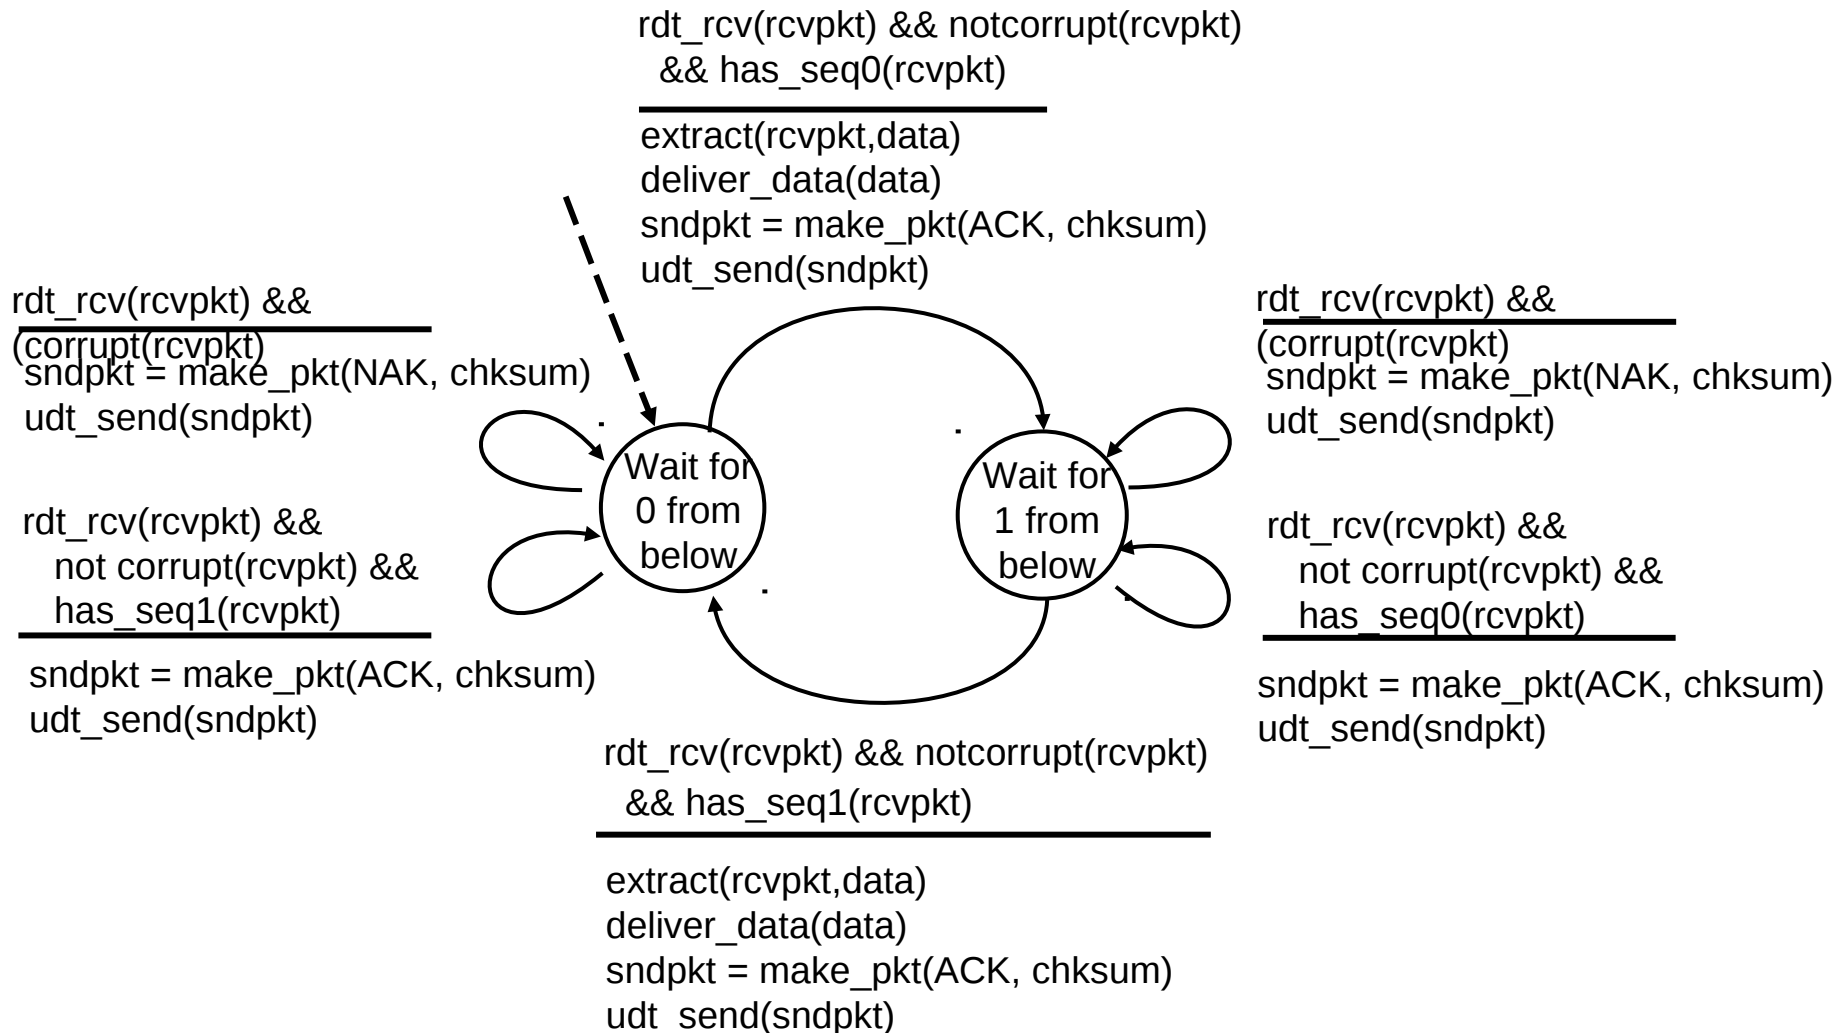 rdt_rcv(rcvpkt) && notcorrupt(rcvpkt)
&& has_seq0(rcvpkt)
extract(rcvpkt,data)
deliver_data(data)
sndpkt = make_pkt(ACK, chksum)
udt_send(sndpkt)
rdt_rcv(rcvpkt) &&
(corrupt(rcvpkt)
sndpkt = make_pkt(NAK, chksum)
udt_send(sndpkt)
rdt_rcv(rcvpkt) &&
not corrupt(rcvpkt) &&
has_seq1(rcvpkt)
sndpkt = make_pkt(ACK, chksum)
udt_send(sndpkt)
Wait for
0 from
below
Wait for
1 from
below
rdt_rcv(rcvpkt) &&
(corrupt(rcvpkt)
sndpkt = make_pkt(NAK, chksum)
udt_send(sndpkt)
rdt_rcv(rcvpkt) &&
not corrupt(rcvpkt) &&
has_seq0(rcvpkt)
sndpkt = make_pkt(ACK, chksum)
udt_send(sndpkt)
rdt_rcv(rcvpkt) && notcorrupt(rcvpkt)
&& has_seq1(rcvpkt)
extract(rcvpkt,data)
deliver_data(data)
sndpkt = make_pkt(ACK, chksum)
udt_send(sndpkt)